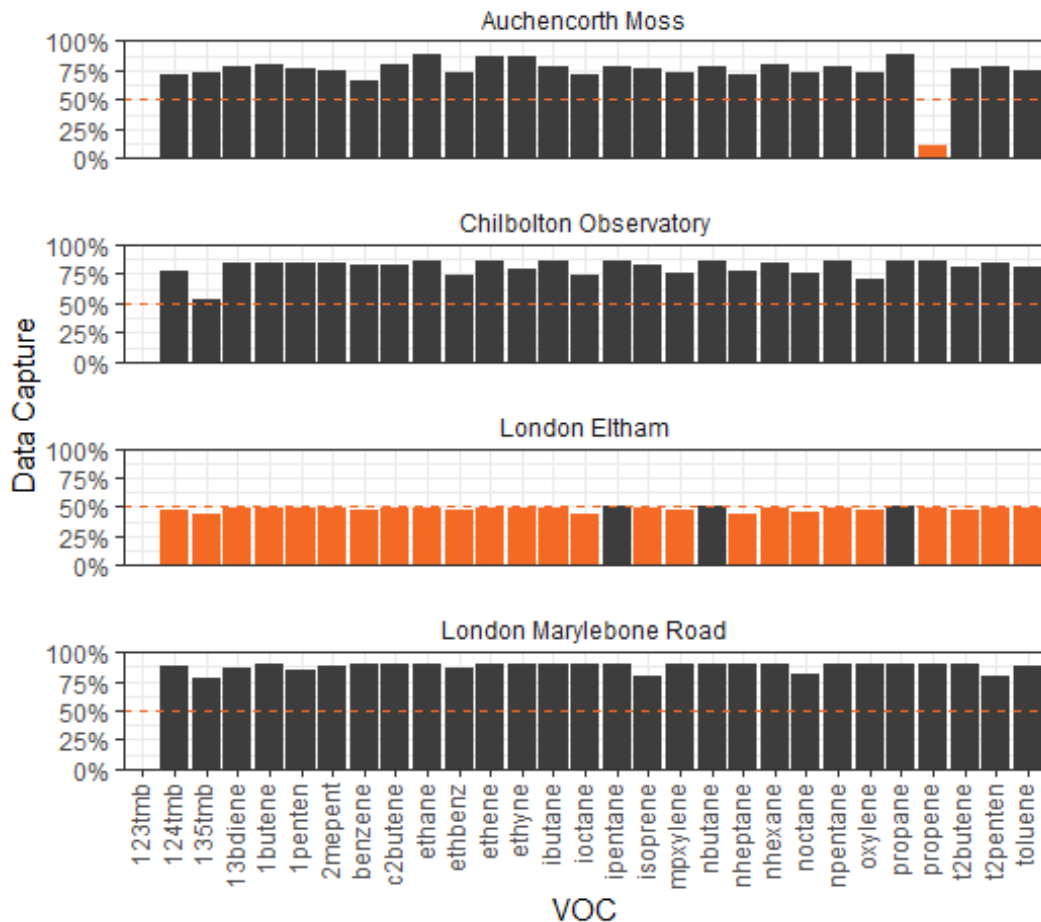 Auchencorth Moss
100%
75%
50%
25%
0%
Chilbolton Observatory
100%
75%
50%
25%
0%
Data Capture
London Eltham
100%
75%
50%
25%
0%
London Marylebone Road
100%
75%
50%
25%
0%
123tmb
124tmb
135tmb
13bdiene
1butene
1penten
2mepent
benzene
c2butene
ethane
ethbenz
ethene
ethyne
ibutane
ioctane
ipentane
isoprene
mpxylene
nbutane
nheptane
nhexane
noctane
npentane
oxylene
propane
propene
t2butene
t2penten
toluene
VOC